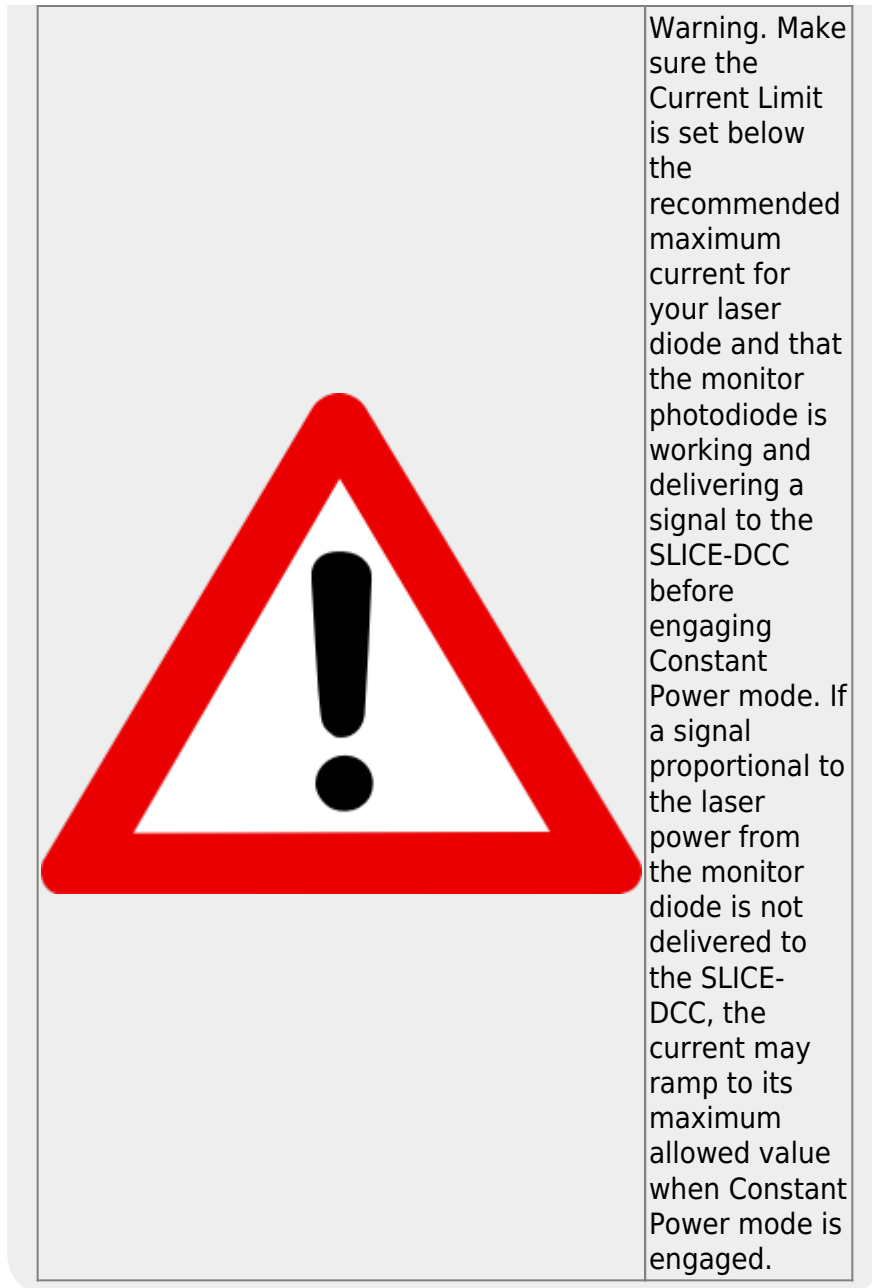 Warning. Make
sure the
Current Limit
is set below
the
recommended
maximum
current for
your laser
diode and that
the monitor
photodiode is
working and
delivering a
signal to the
SLICE-DCC
before
engaging
Constant
Power mode. If
a signal
proportional to
the laser
power from
the monitor
diode is not
delivered to
the SLICE-
DCC, the
current may
ramp to its
maximum
allowed value
when Constant
Power mode is
engaged.